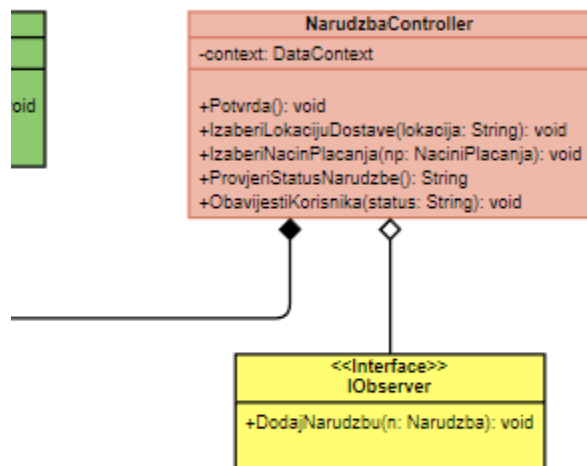 NarudzbaController
-context: DataContext
void
+Potvrda(): void
+IzaberiLokacijuDostave(lokacija: String): void
+IzaberiNacinPlacanja(np: NaciniPlacanja): void
+ProvjeriStatusNarudzbe(): String
+ObavijestiKorisnika(status: String): void
<<Interface>>
IObserver
+DodajNarudzbu(n: Narudzba): void